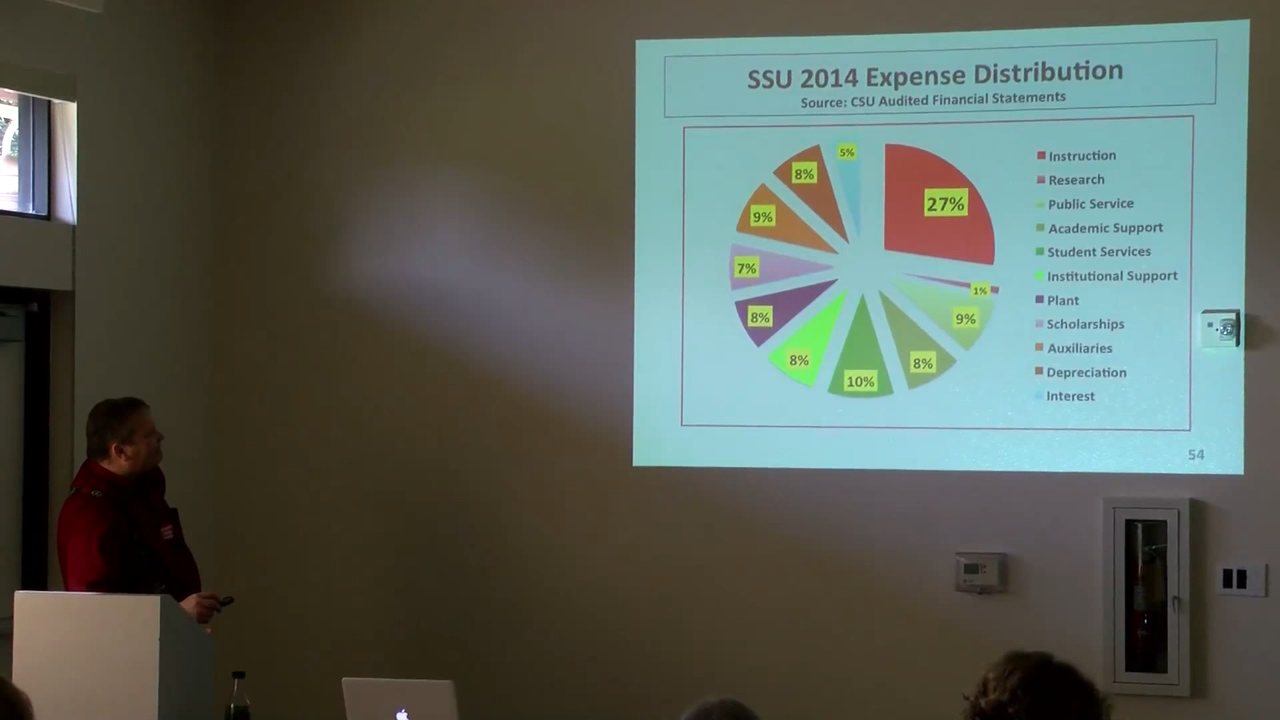 SSU 2014 Expense Distribution
Source: CSU Audited Financial Statements
27%
1%
9%
8%
10%
8%
8%
7%
9%
8%
5%
Instruction
Research
Public Service
Academic Support
Student Services
Institutional Support
Plant
Scholarships
Auxiliaries
Depreciation
Interest
54